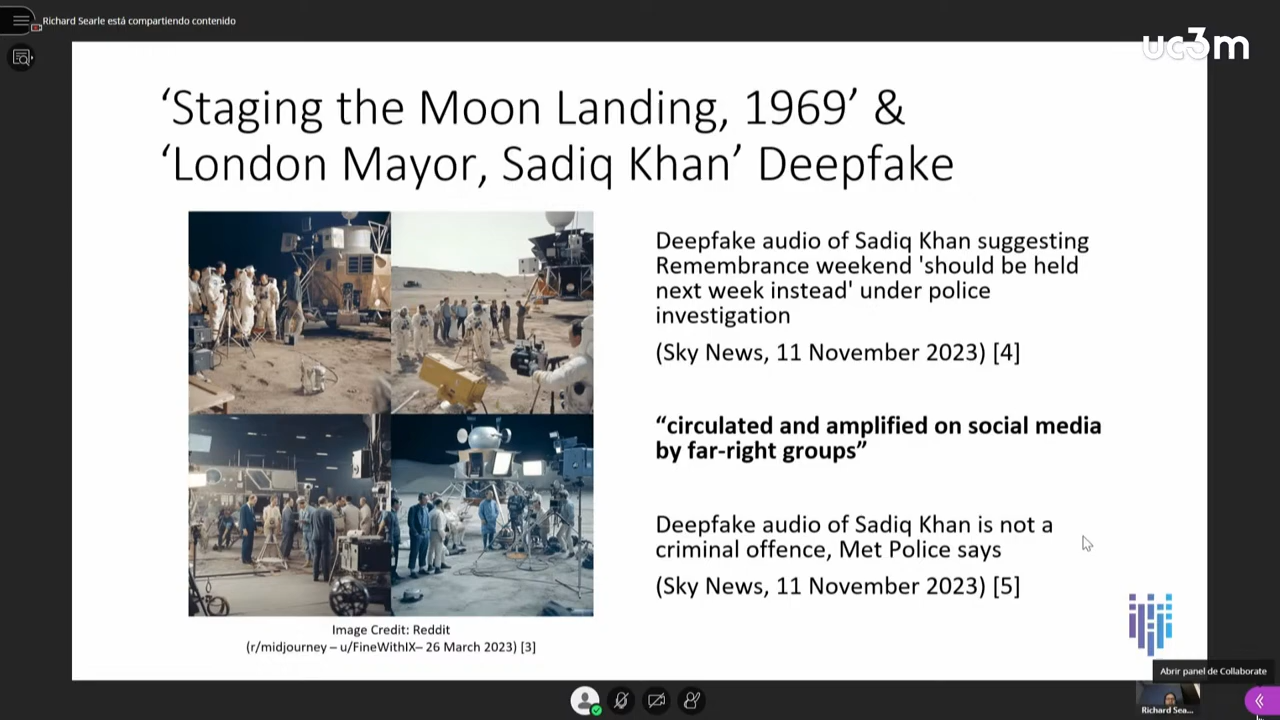 Richard Searle está compartiendo contenido
uc3m
‘Staging the Moon Landing, 1969’ &
‘London Mayor, Sadiq Khan’ Deepfake
Deepfake audio of Sadiq Khan suggesting
Remembrance weekend 'should be held
next week instead' under police
investigation
(Sky News, 11 November 2023) [4]
“circulated and amplified on social media
by far-right groups”
Deepfake audio of Sadiq Khan is not a
criminal offence, Met Police says
(Sky News, 11 November 2023) [5]
Image Credit: Reddit
(r/midjourney – u/FineWithIX– 26 March 2023) [3]
Abrir panel de Collaborate
Richard Sea...